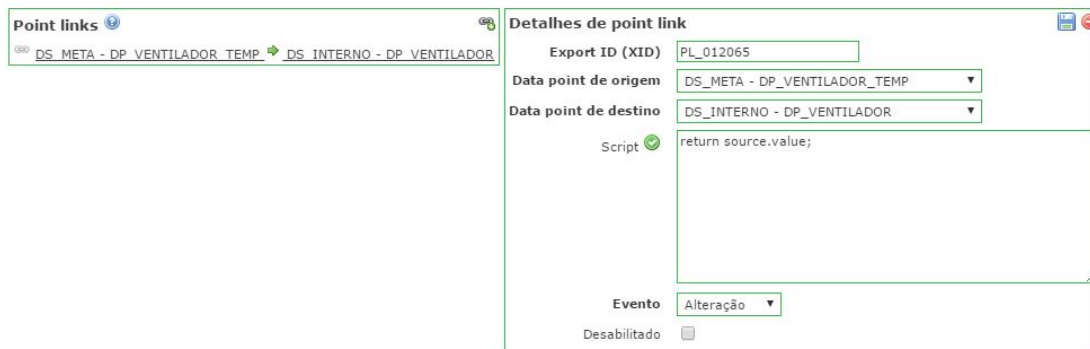 Point links
DS_META - DP_VENTILADOR_TEMP DS_INTERNO - DP_VENTILADOR
Detalhes de point link
Export ID (XID) PL_012065
Data point de origem DS_META - DP_VENTILADOR_TEMP
Data point de destino DS_INTERNO - DP_VENTILADOR
Script return source.value;
Evento Alteração
Desabilitado